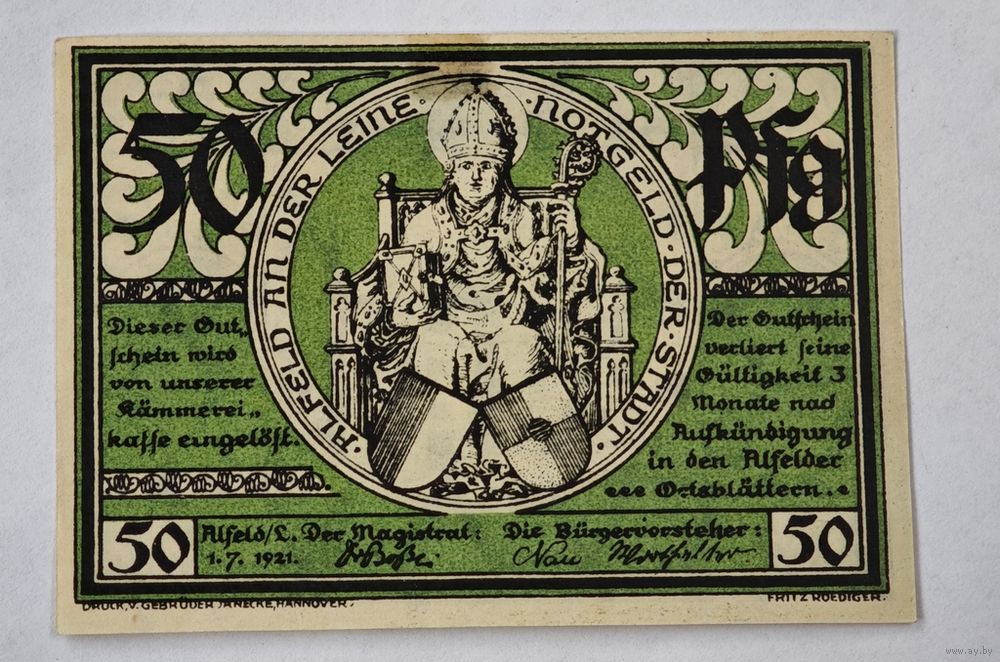 50 Pfg
· ALFELD AN DER LEINE · NOTGELD · DER · STADT ·
Dieser Gut„
schein wird
von unserer
Kämmerei„
kasse eingelöst.
Der Gutschein
verliert seine
Gültigkeit 3
Monate nach
Aufkündigung
in den Alfelder
Ortsblättern.
50
Alfeld/L. Der Magistrat: Die Bürgervorsteher:
1. 7. 1921.
50
DRUCK, V. GEBRÜDER JÄNECKE, HANNOVER.
FRITZ ROEDIGER.
www.ay.by